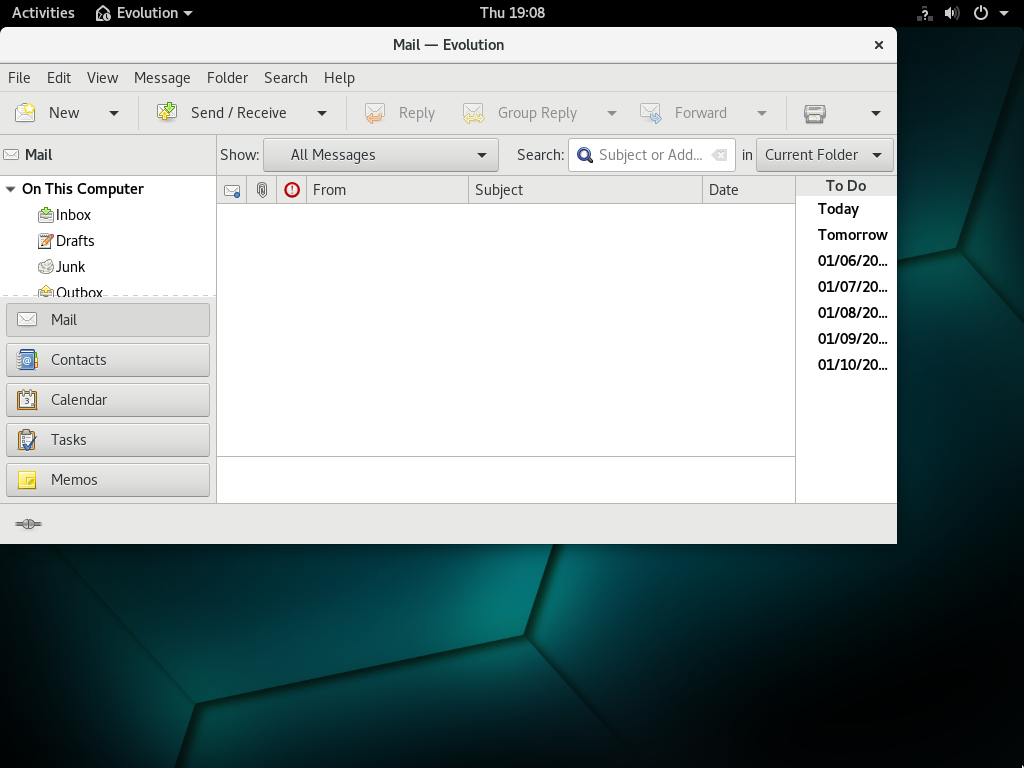 Activities Evolution Thu 19:08
Mail — Evolution
File Edit View Message Folder Search Help
New Send / Receive Reply Group Reply Forward
Mail Show: All Messages Search: Subject or Add... in Current Folder
On This Computer
Inbox
Drafts
Junk
Outbox
Mail
Contacts
Calendar
Tasks
Memos
From Subject Date
To Do
Today
Tomorrow
01/06/20...
01/07/20...
01/08/20...
01/09/20...
01/10/20...